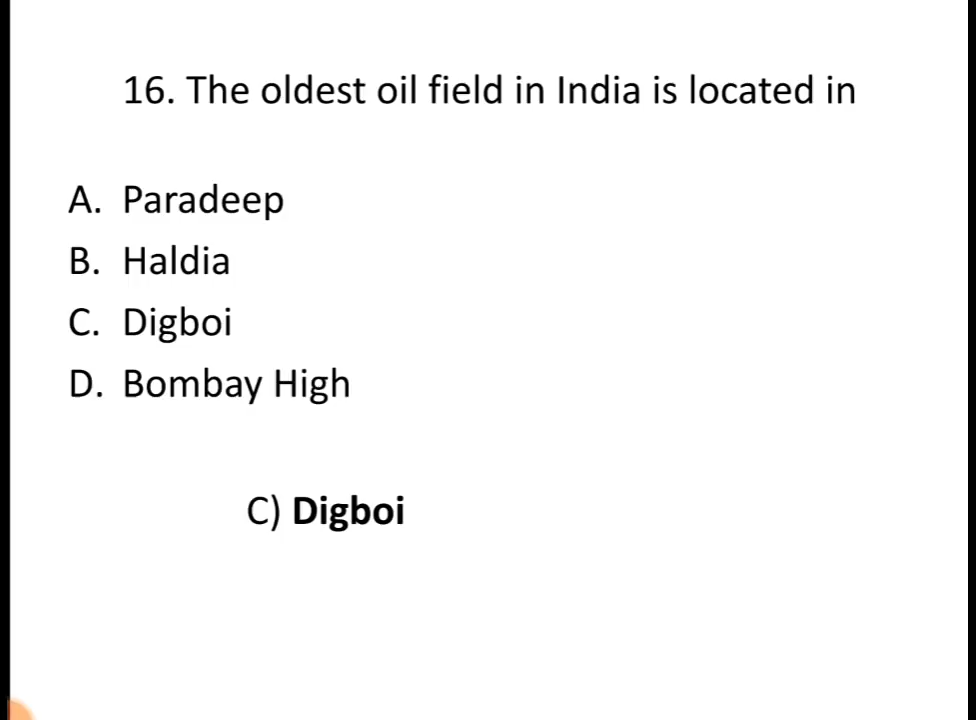 16. The oldest oil field in India is located in
A. Paradeep
B. Haldia
C. Digboi
D. Bombay High
C) Digboi